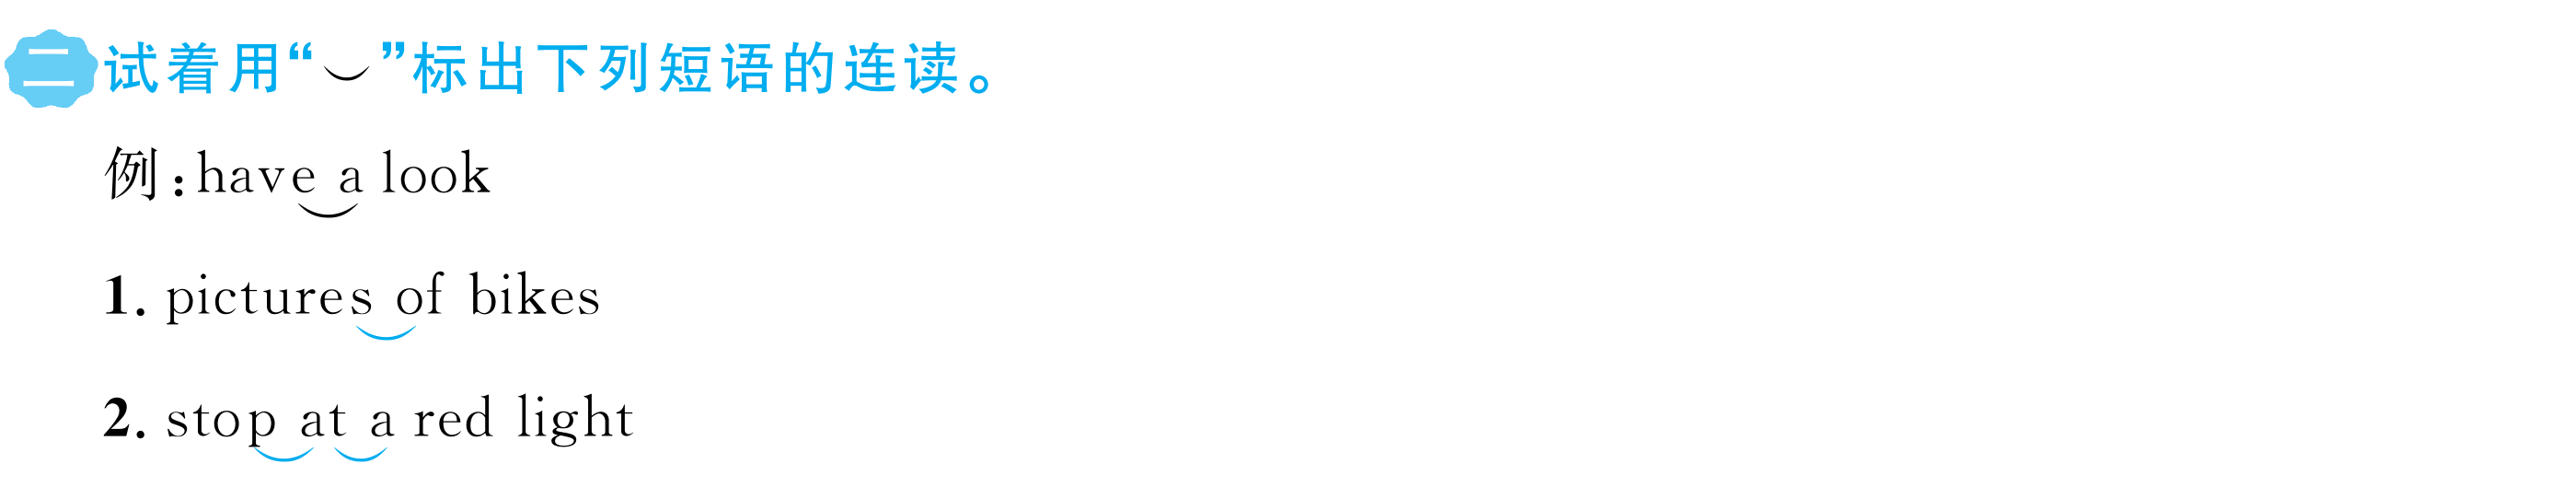 二 试着用“‿”标出下列短语的连读。
例:have a look
1. pictures of bikes
2. stop at a red light